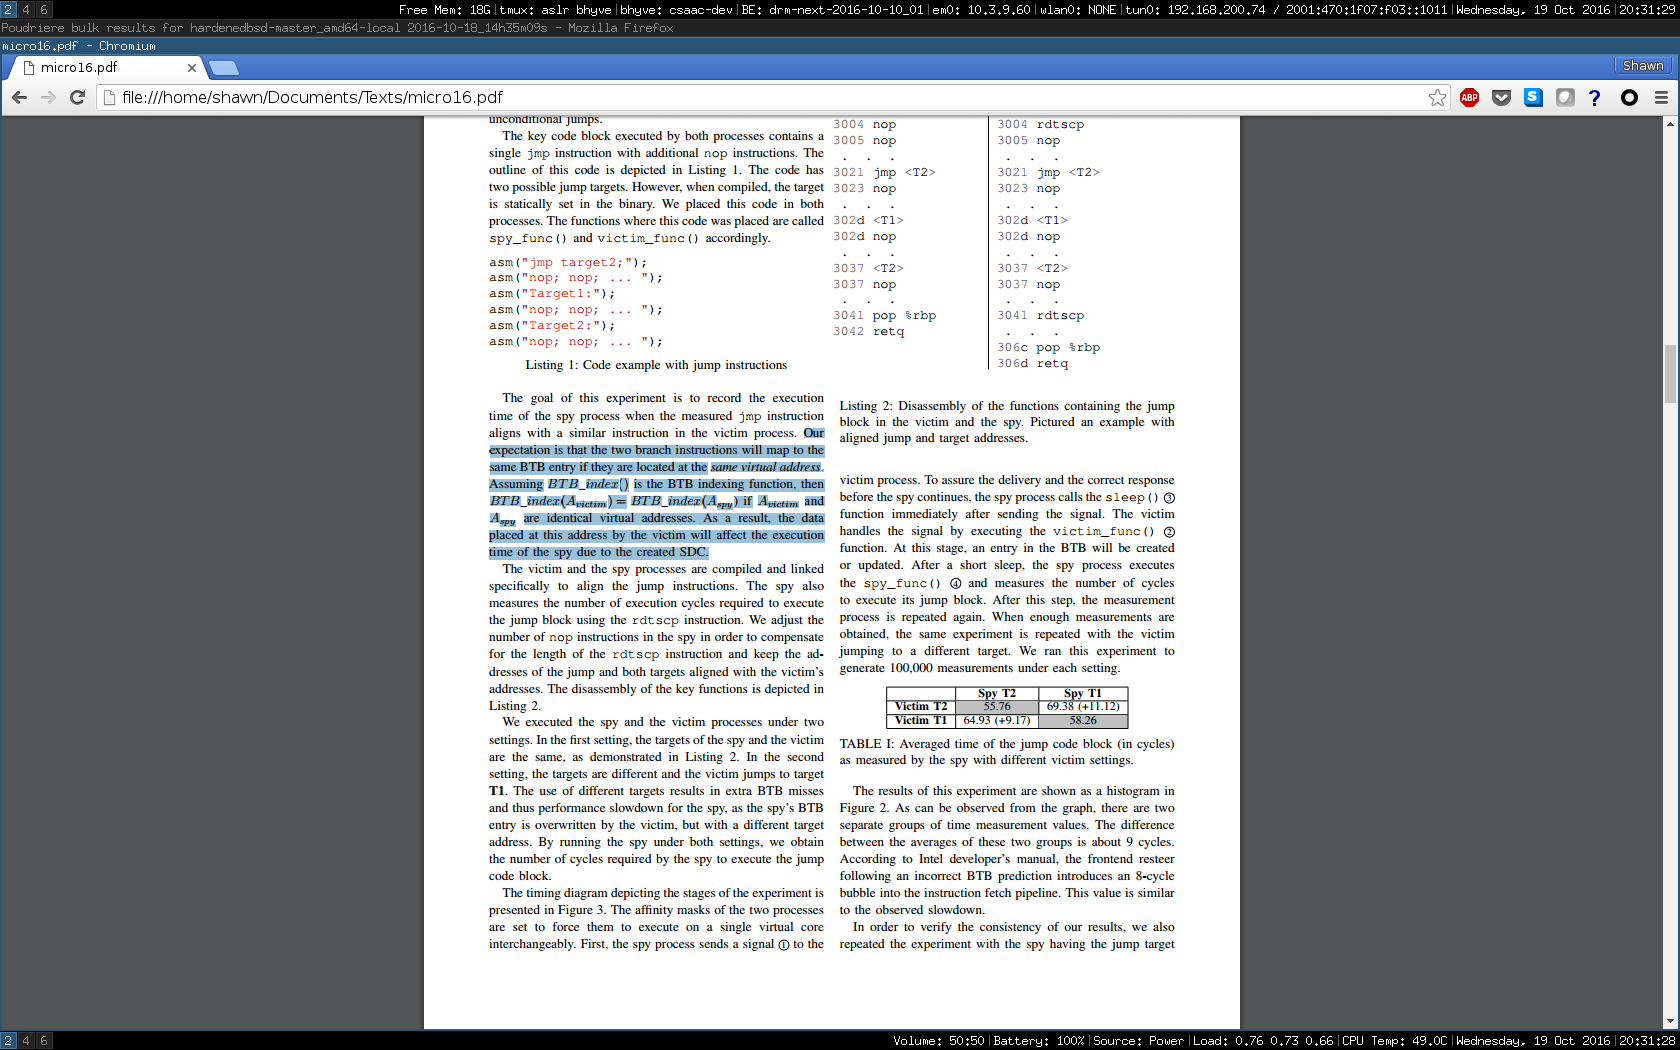 2 4 6 Free Mem: 18G|tmux: aslr bhyve|bhyve: csaac-dev|BE: drm-next-2016-10-10_01|em0: 10.3.9.60|wlan0: NONE|tun0: 192.168.200.74 / 2001:470:1f07:f03::1011|Wednesday, 19 Oct 2016|20:31:29
Poudriere bulk results for hardenedbsd-master_amd64-local 2016-10-18_14h35m09s - Mozilla Firefox
micro16.pdf - Chromium
micro16.pdf
Shawn
file:///home/shawn/Documents/Texts/micro16.pdf
ABP
S
?
unconditional jumps.
The key code block executed by both processes contains a
single jmp instruction with additional nop instructions. The
outline of this code is depicted in Listing 1. The code has
two possible jump targets. However, when compiled, the target
is statically set in the binary. We placed this code in both
processes. The functions where this code was placed are called
spy_func() and victim_func() accordingly.
asm("jmp target2;");
asm("nop; nop; ... ");
asm("Target1:");
asm("nop; nop; ... ");
asm("Target2:");
asm("nop; nop; ... ");
Listing 1: Code example with jump instructions
The goal of this experiment is to record the execution
time of the spy process when the measured jmp instruction
aligns with a similar instruction in the victim process. Our
expectation is that the two branch instructions will map to the
same BTB entry if they are located at the same virtual address.
Assuming BTB_index() is the BTB indexing function, then
BTB_index(Avictim) = BTB_index(Aspy) if Avictim and
Aspy are identical virtual addresses. As a result, the data
placed at this address by the victim will affect the execution
time of the spy due to the created SDC.
The victim and the spy processes are compiled and linked
specifically to align the jump instructions. The spy also
measures the number of execution cycles required to execute
the jump block using the rdtscp instruction. We adjust the
number of nop instructions in the spy in order to compensate
for the length of the rdtscp instruction and keep the ad-
dresses of the jump and both targets aligned with the victim's
addresses. The disassembly of the key functions is depicted in
Listing 2.
We executed the spy and the victim processes under two
settings. In the first setting, the targets of the spy and the victim
are the same, as demonstrated in Listing 2. In the second
setting, the targets are different and the victim jumps to target
T1. The use of different targets results in extra BTB misses
and thus performance slowdown for the spy, as the spy's BTB
entry is overwritten by the victim, but with a different target
address. By running the spy under both settings, we obtain
the number of cycles required by the spy to execute the jump
code block.
The timing diagram depicting the stages of the experiment is
presented in Figure 3. The affinity masks of the two processes
are set to force them to execute on a single virtual core
interchangeably. First, the spy process sends a signal ① to the
3004 nop
3005 nop
. . .
3021 jmp <T2>
3023 nop
. . .
302d <T1>
302d nop
. . .
3037 <T2>
3037 nop
. . .
3041 pop %rbp
3042 retq
3004 rdtscp
3005 nop
. . .
3021 jmp <T2>
3023 nop
. . .
302d <T1>
302d nop
. . .
3037 <T2>
3037 nop
. . .
3041 rdtscp
. . .
306c pop %rbp
306d retq
Listing 2: Disassembly of the functions containing the jump
block in the victim and the spy. Pictured an example with
aligned jump and target addresses.
victim process. To assure the delivery and the correct response
before the spy continues, the spy process calls the sleep() ③
function immediately after sending the signal. The victim
handles the signal by executing the victim_func() ②
function. At this stage, an entry in the BTB will be created
or updated. After a short sleep, the spy process executes
the spy_func() ④ and measures the number of cycles
to execute its jump block. After this step, the measurement
process is repeated again. When enough measurements are
obtained, the same experiment is repeated with the victim
jumping to a different target. We ran this experiment to
generate 100,000 measurements under each setting.
Spy T2 Spy T1
Victim T2 55.76 69.38 (+11.12)
Victim T1 64.93 (+9.17) 58.26
TABLE I: Averaged time of the jump code block (in cycles)
as measured by the spy with different victim settings.
The results of this experiment are shown as a histogram in
Figure 2. As can be observed from the graph, there are two
separate groups of time measurement values. The difference
between the averages of these two groups is about 9 cycles.
According to Intel developer's manual, the frontend resteer
following an incorrect BTB prediction introduces an 8-cycle
bubble into the instruction fetch pipeline. This value is similar
to the observed slowdown.
In order to verify the consistency of our results, we also
repeated the experiment with the spy having the jump target
2 4 6 Volume: 50:50|Battery: 100%|Source: Power|Load: 0.76 0.73 0.66|CPU Temp: 49.0C|Wednesday, 19 Oct 2016|20:31:28